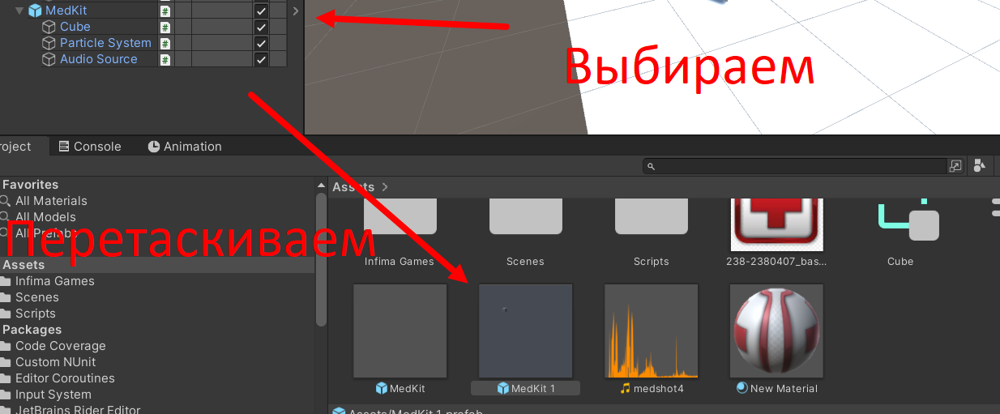 MedKit
Cube
Particle System
Audio Source
Выбираем
roject
Console
Animation
Favorites
All Materials
All Models
All Prefabs
Перетаскиваем
Assets
Infima Games
Scenes
Scripts
Packages
Code Coverage
Custom NUnit
Editor Coroutines
Input System
JetBrains Rider Editor
Assets >
Infima Games
Scenes
Scripts
238-2380407_bas...
Cube
MedKit
MedKit 1
medshot4
New Material
Assets/MedKit 1.prefab